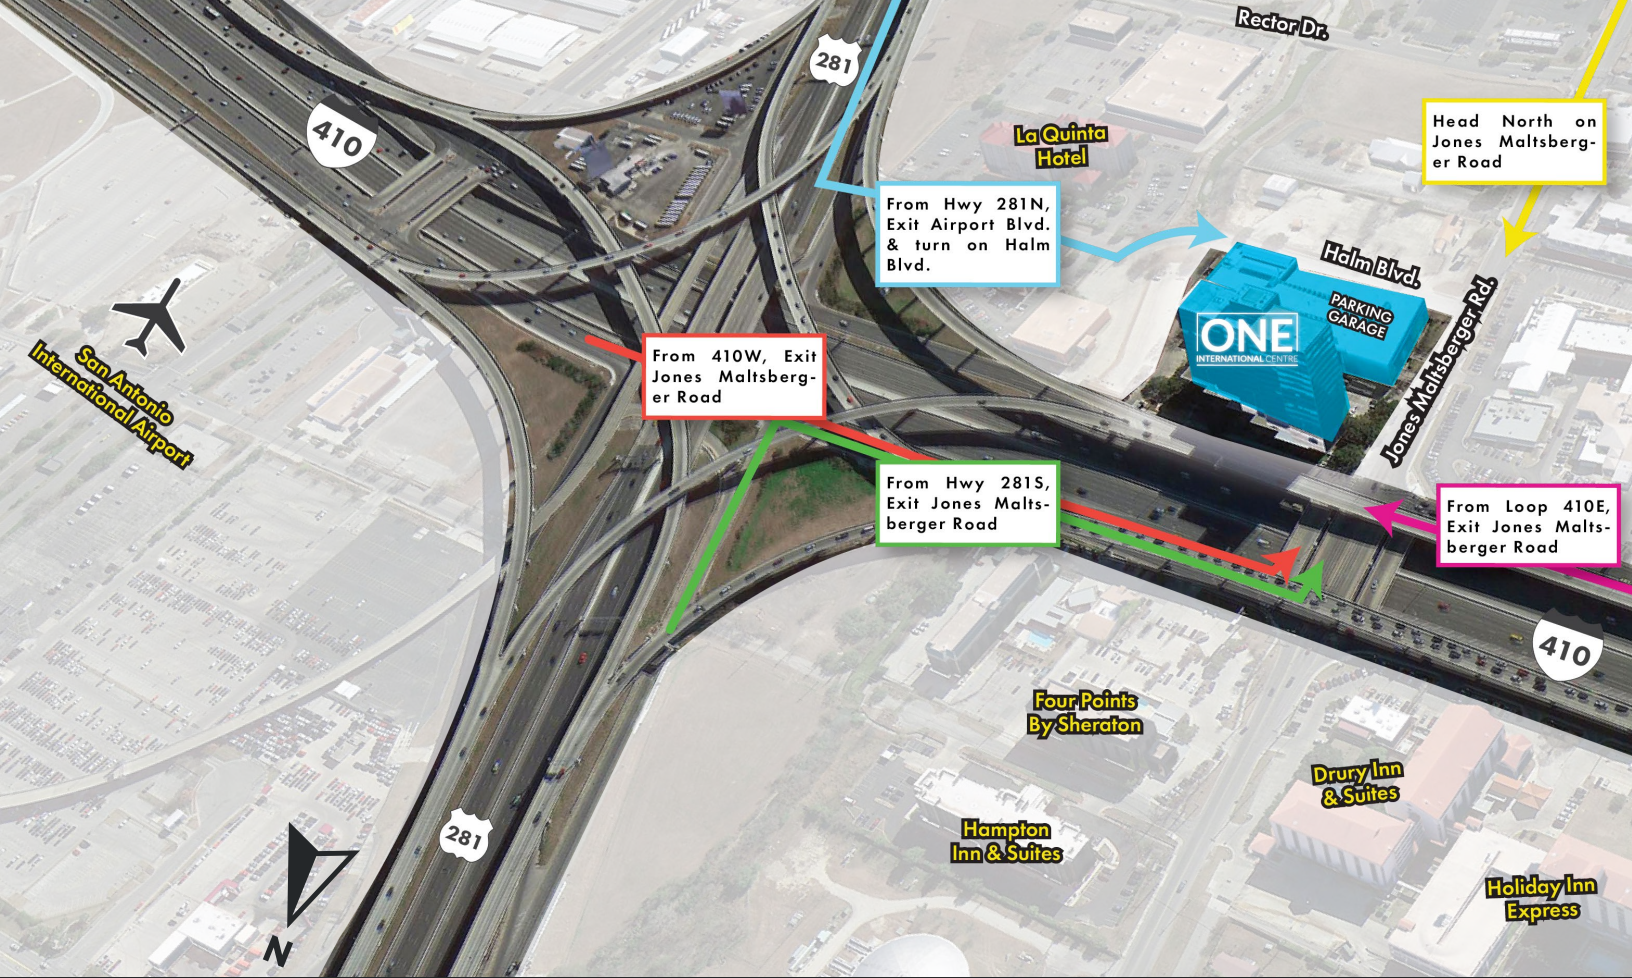 Rector Dr.
281
410
La Quinta
Hotel
Head North on
Jones Maltsberg-
er Road
From Hwy 281N,
Exit Airport Blvd.
& turn on Halm
Blvd.
Halm Blvd.
PARKING
GARAGE
ONE
INTERNATIONAL CENTRE
Jones Maltsberger Rd.
San Antonio
International Airport
From 410W, Exit
Jones Maltsberg-
er Road
From Hwy 281S,
Exit Jones Malts-
berger Road
From Loop 410E,
Exit Jones Malts-
berger Road
410
Four Points
By Sheraton
Drury Inn
& Suites
281
Hampton
Inn & Suites
Holiday Inn
Express
N